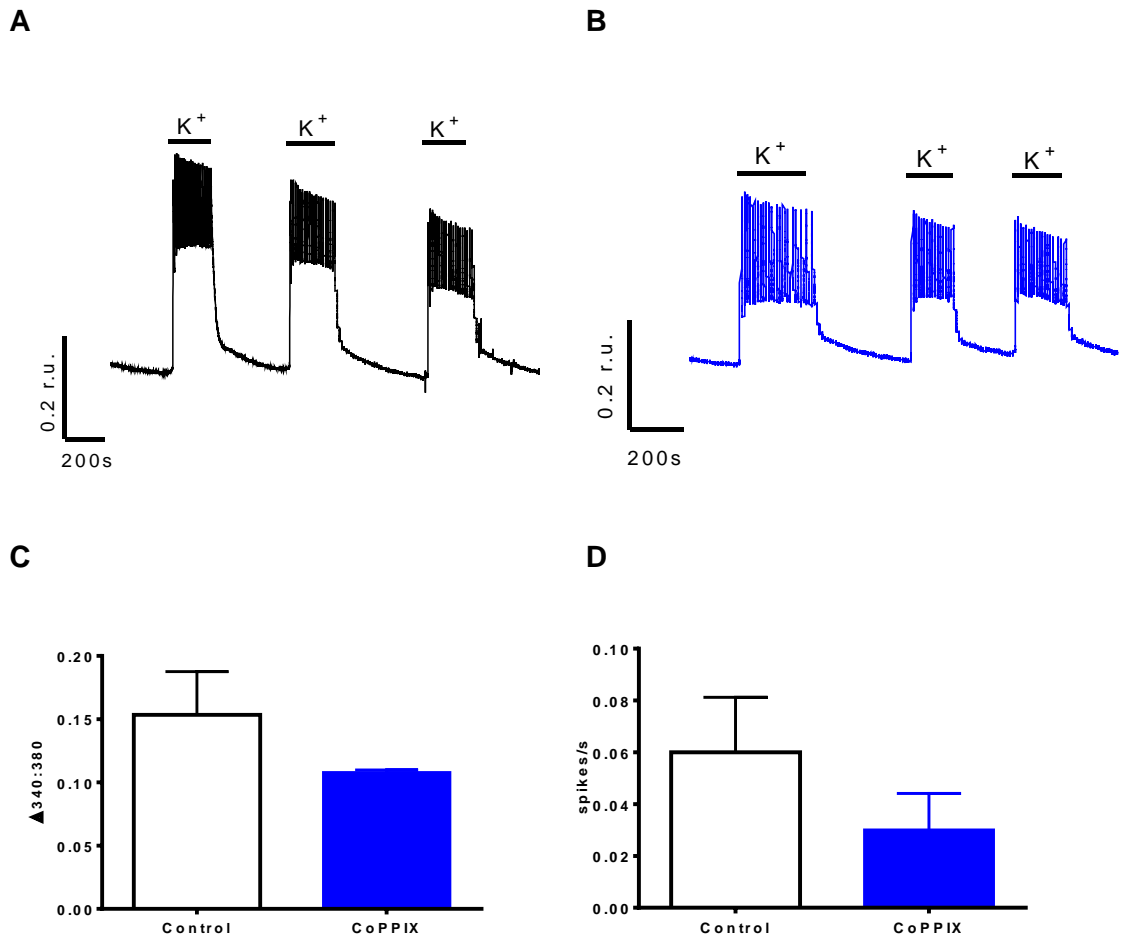 A
K+
K+
K+
0.2 r.u.
200s
B
K+
K+
K+
0.2 r.u.
200s
C
0.20
0.15
0.10
0.05
0.00
▲340:380
Control
CoPPIX
D
0.10
0.08
0.06
0.04
0.02
0.00
spikes/s
Control
CoPPIX